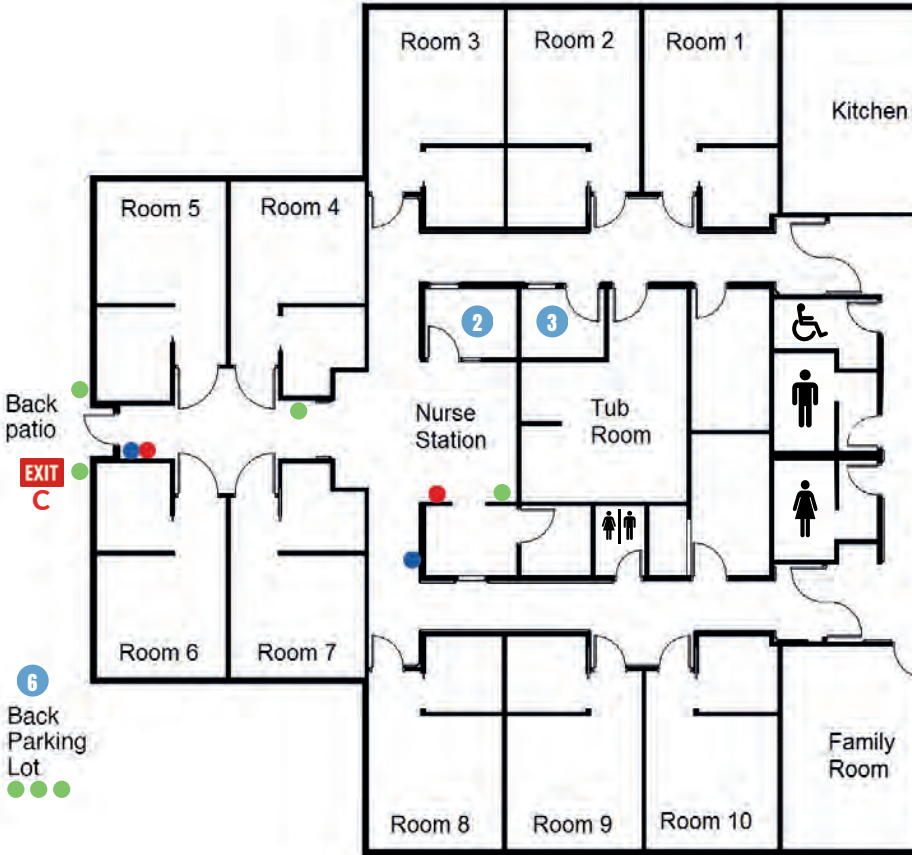 Room 3
Room 2
Room 1
Kitchen
Room 5
Room 4
2
3
Back
patio
Nurse
Station
Tub
Room
EXIT
C
Room 6
Room 7
6
Back
Parking
Lot
Family
Room
Room 8
Room 9
Room 10